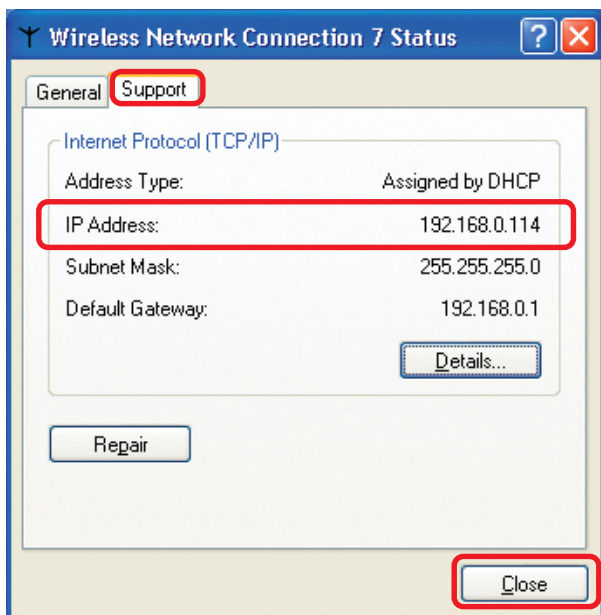 Wireless Network Connection 7 Status
General Support
Internet Protocol (TCP/IP)
Address Type: Assigned by DHCP
IP Address: 192.168.0.114
Subnet Mask: 255.255.255.0
Default Gateway: 192.168.0.1
Details...
Repair
Close